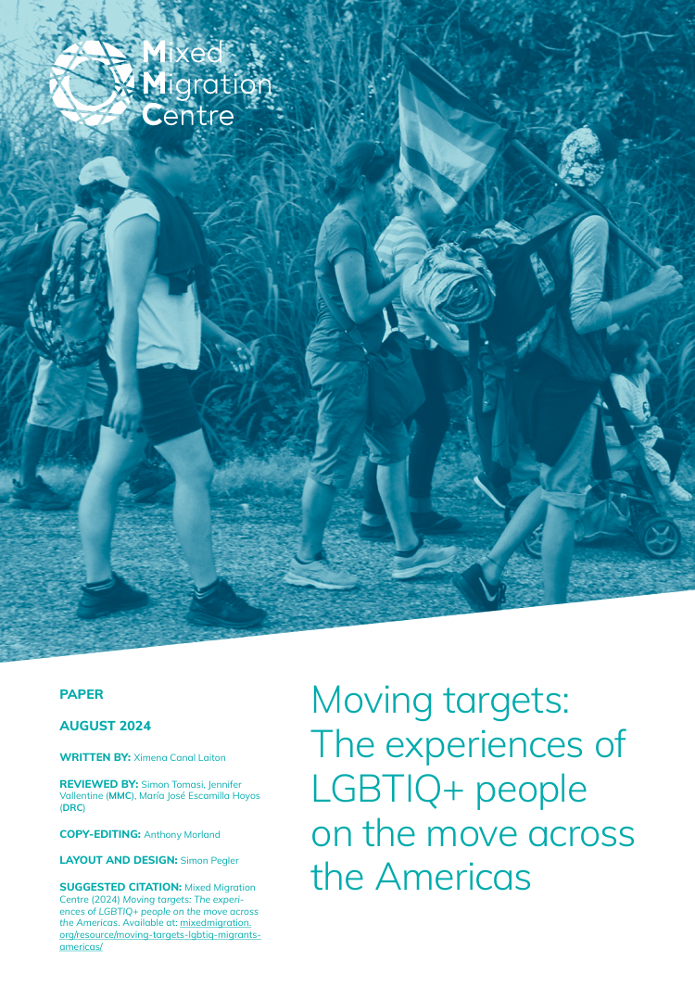 Mixed
Migration
Centre
PAPER
AUGUST 2024
WRITTEN BY: Ximena Canal Laiton
REVIEWED BY: Simon Tomasi, Jennifer
Vallentine (MMC), María José Escamilla Hoyos
(DRC)
COPY-EDITING: Anthony Morland
LAYOUT AND DESIGN: Simon Pegler
SUGGESTED CITATION: Mixed Migration
Centre (2024) Moving targets: The experi-
ences of LGBTIQ+ people on the move across
the Americas. Available at: mixedmigration.
org/resource/moving-targets-lgbtiq-migrants-
americas/
Moving targets:
The experiences of
LGBTIQ+ people
on the move across
the Americas